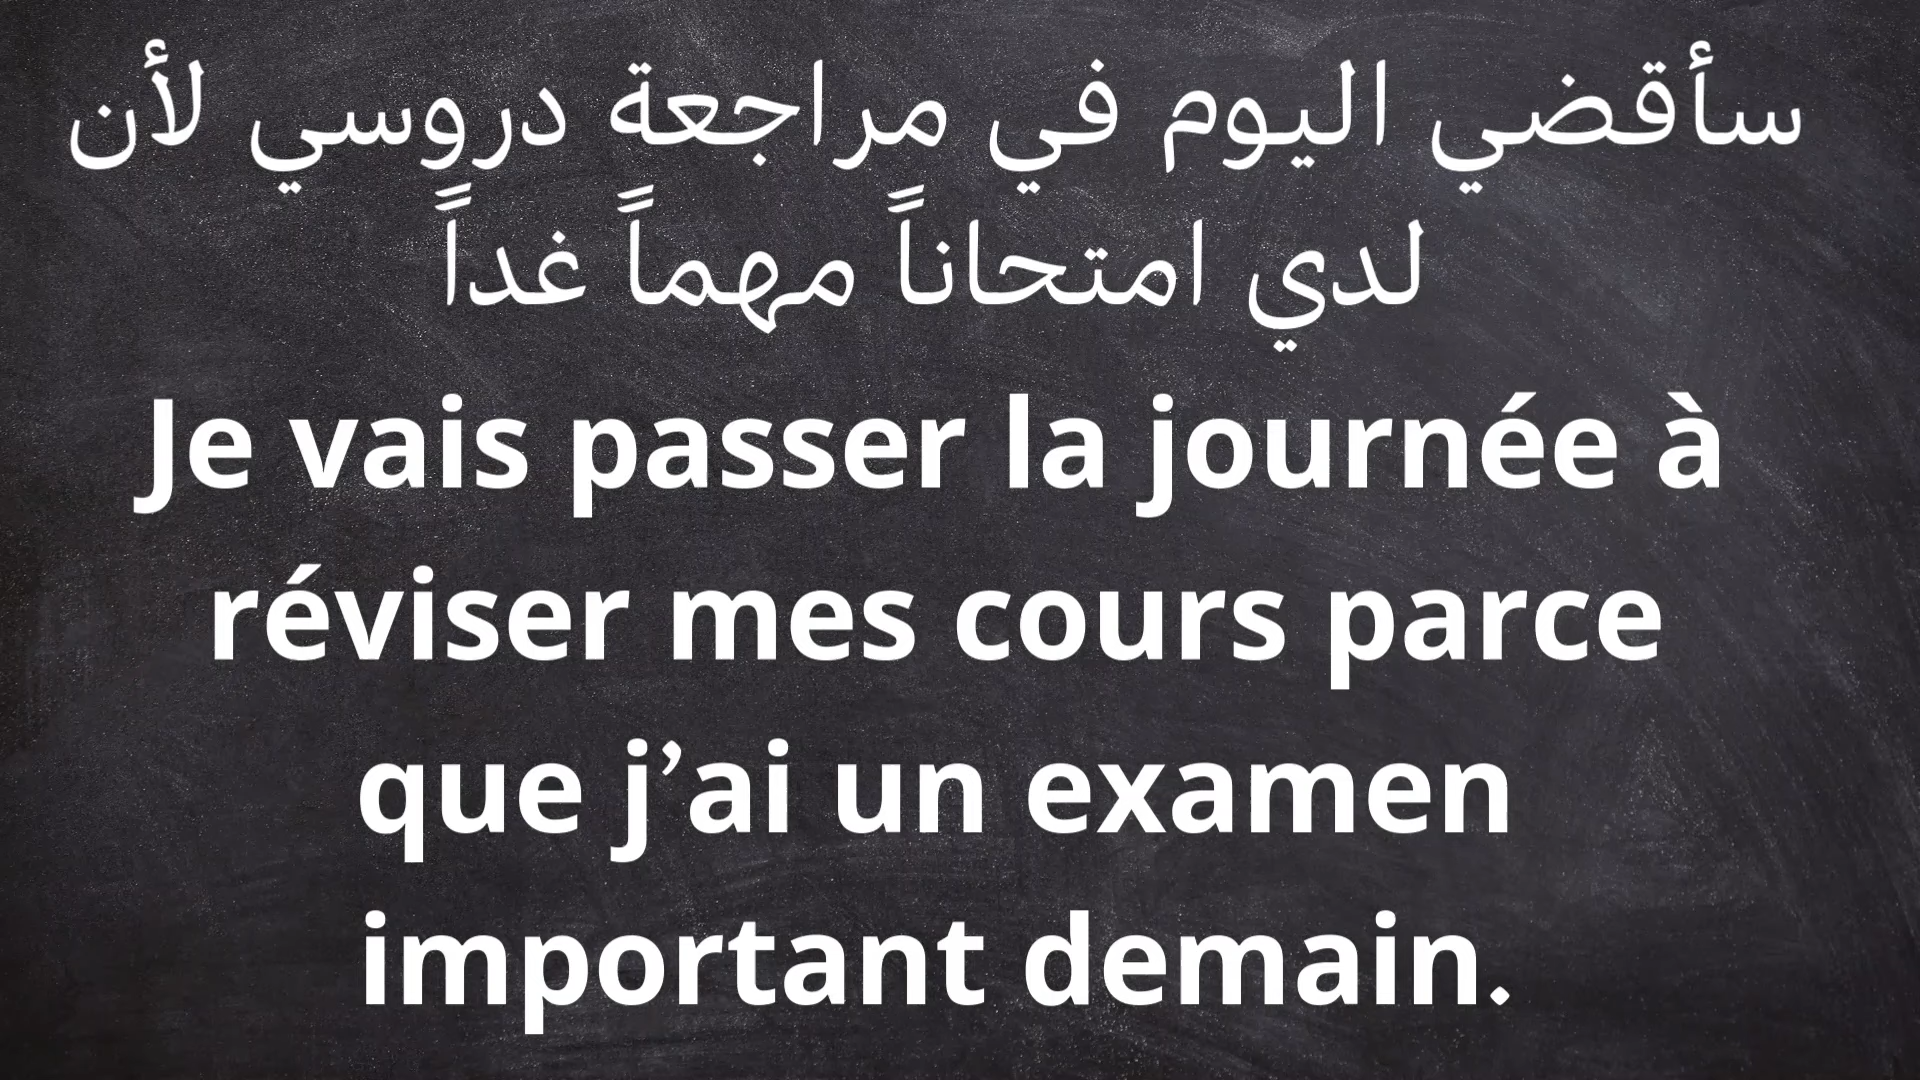 سأقضي اليوم في مراجعة دروسي لأن
لدي امتحاناً مهماً غداً
Je vais passer la journée à
réviser mes cours parce
que j’ai un examen
important demain.